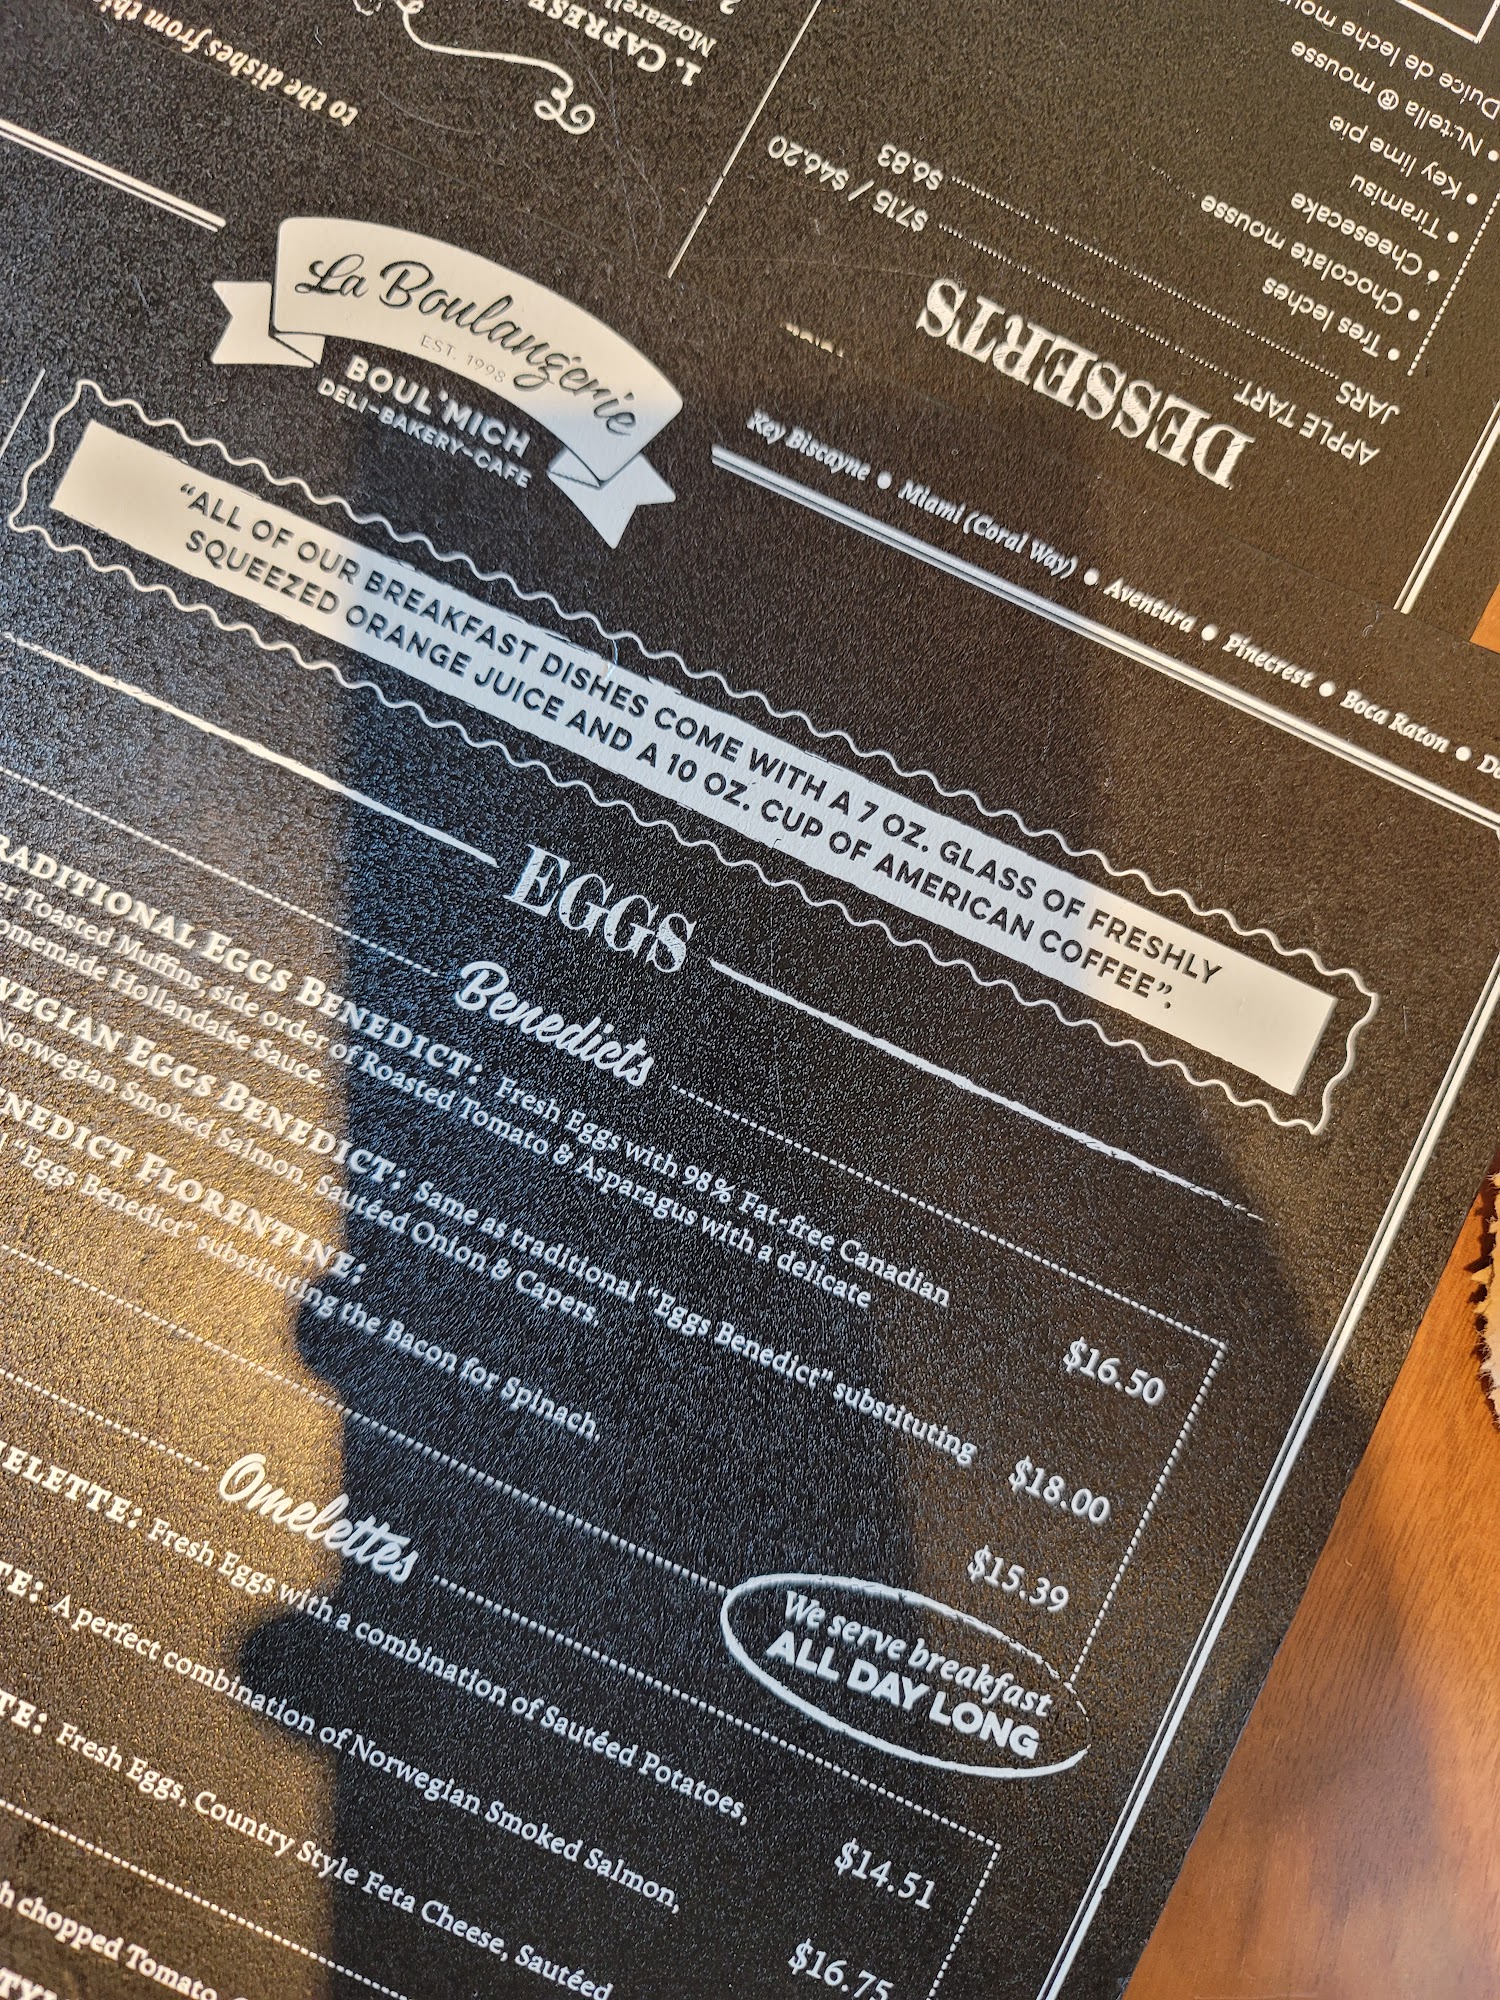 to the dishes from this
1. CAPRESE
Mozzarell
DESSERTS
APPLE TART $7.15 / $46.20
JARS $6.83
• Tres leches
• Chocolate mousse
• Cheesecake
• Tiramisu
• Key lime pie
• Nutella ® mousse
Dulce de leche mou
La Boulangerie
EST. 1998
BOUL'MICH
DELI-BAKERY-CAFE
Key Biscayne • Miami (Coral Way) • Aventura • Pinecrest • Boca Raton • Do
“ALL OF OUR BREAKFAST DISHES COME WITH A 7 OZ. GLASS OF FRESHLY
SQUEEZED ORANGE JUICE AND A 10 OZ. CUP OF AMERICAN COFFEE”.
EGGS
Benedicts
RADITIONAL EGGS BENEDICT: Fresh Eggs with 98% Fat-free Canadian
Toasted Muffins, side order of Roasted Tomato & Asparagus with a delicate
omemade Hollandaise Sauce. $16.50
WEGIAN EGGS BENEDICT: Same as traditional “Eggs Benedict” substituting
Norwegian Smoked Salmon, Sautéed Onion & Capers. $18.00
NEDICT FLORENTINE:
“Eggs Benedict” substituting the Bacon for Spinach. $15.39
We serve breakfast
ALL DAY LONG
Omelettes
MELETTE: Fresh Eggs with a combination of Sautéed Potatoes,
$14.51
TE: A perfect combination of Norwegian Smoked Salmon,
$16.75
TE: Fresh Eggs, Country Style Feta Cheese, Sautéed
h chopped Tomato,